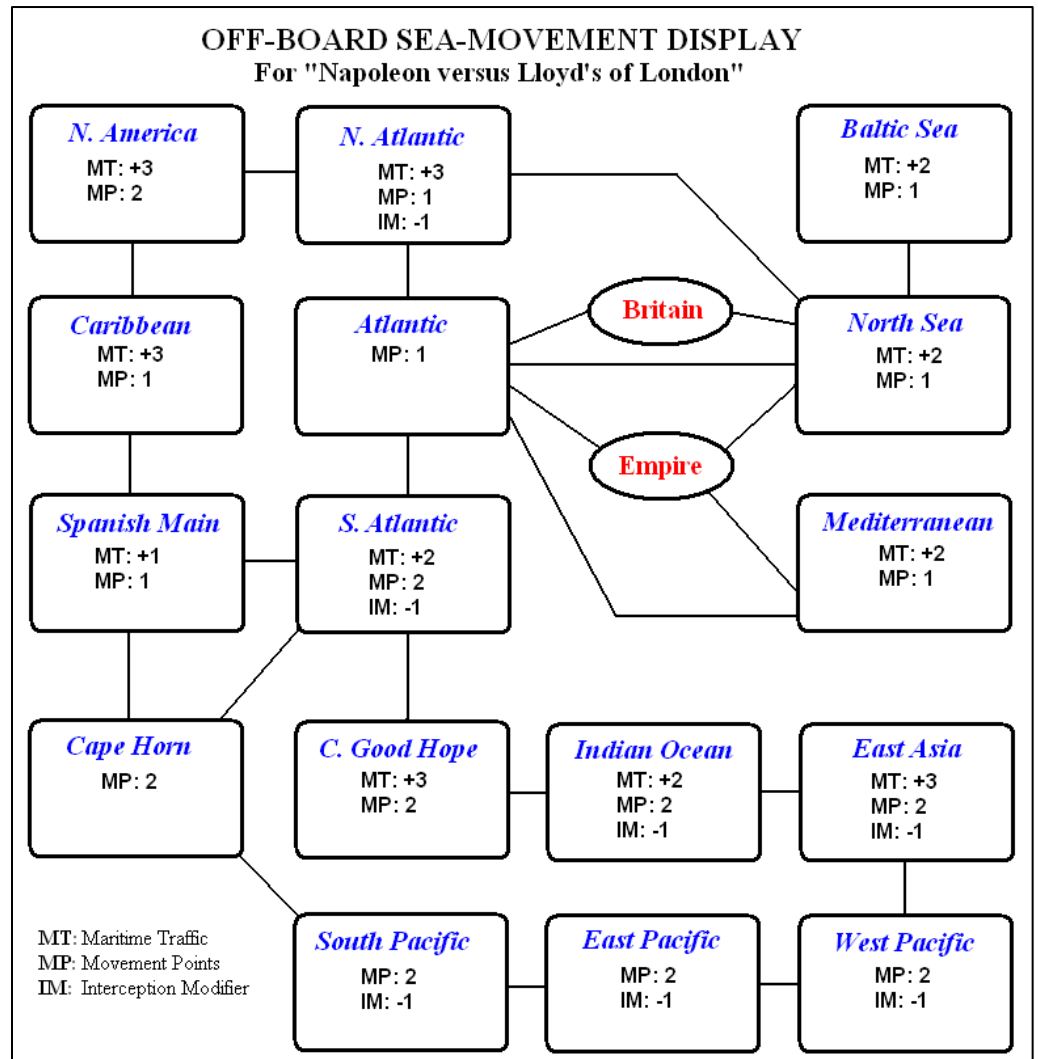 OFF-BOARD SEA-MOVEMENT DISPLAY
For "Napoleon versus Lloyd's of London"
N. America
MT: +3
MP: 2
N. Atlantic
MT: +3
MP: 1
IM: -1
Baltic Sea
MT: +2
MP: 1
Caribbean
MT: +3
MP: 1
Atlantic
MP: 1
Britain
North Sea
MT: +2
MP: 1
Empire
Spanish Main
MT: +1
MP: 1
S. Atlantic
MT: +2
MP: 2
IM: -1
Mediterranean
MT: +2
MP: 1
Cape Horn
MP: 2
C. Good Hope
MT: +3
MP: 2
Indian Ocean
MT: +2
MP: 2
IM: -1
East Asia
MT: +3
MP: 2
IM: -1
MT: Maritime Traffic
MP: Movement Points
IM: Interception Modifier
South Pacific
MP: 2
IM: -1
East Pacific
MP: 2
IM: -1
West Pacific
MP: 2
IM: -1